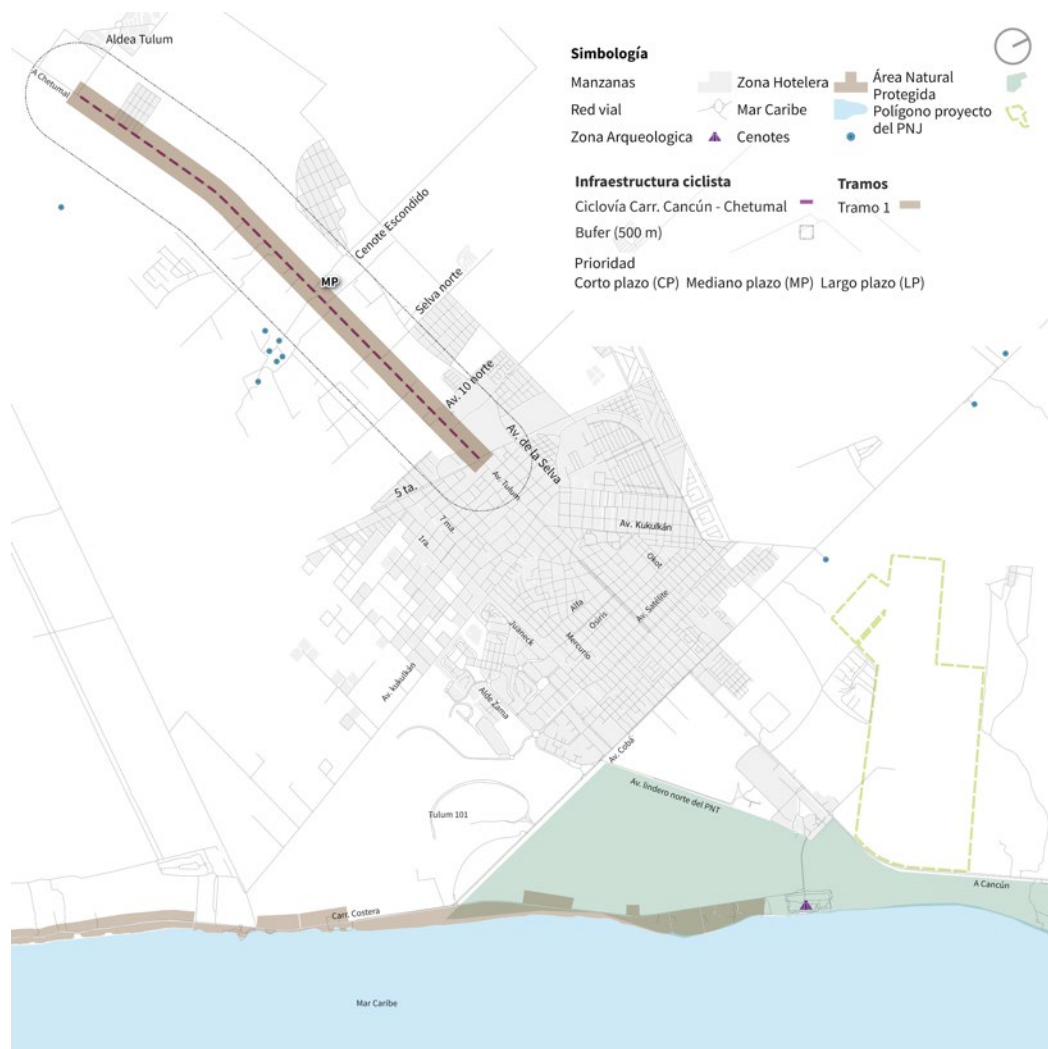 Aldea Tulum
A Chetumal
Simbología
Manzanas
Zona Hotelera
Área Natural
Protegida
Red vial
Mar Caribe
Polígono proyecto
del PNJ
Zona Arqueologica
Cenotes
Infraestructura ciclista
Tramos
Ciclovía Carr. Cancún - Chetumal
Tramo 1
Bufer (500 m)
Prioridad
Corto plazo (CP) Mediano plazo (MP) Largo plazo (LP)
Cenote Escondido
MP
Selva norte
Av. 10 norte
Av. de la Selva
Av. Tulum
5 ta.
7 ma.
1ra.
Av. Kukulkán
Okot
Alfa
Osiris
Av. Satélite
Juaneck
Mercurio
Av. kukulkán
Alde Zama
Av. Cobá
Av. lindero norte del PNT
Tulum 101
A Cancún
Carr. Costera
Mar Caribe